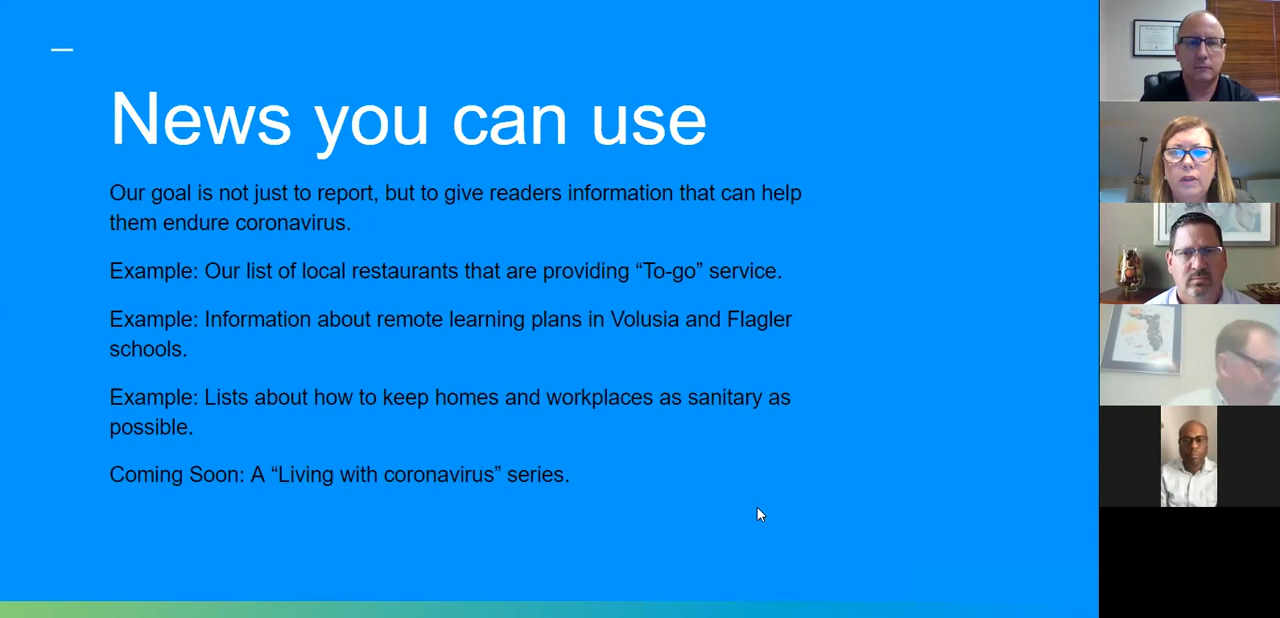 News you can use
Our goal is not just to report, but to give readers information that can help
them endure coronavirus.
Example: Our list of local restaurants that are providing “To-go” service.
Example: Information about remote learning plans in Volusia and Flagler
schools.
Example: Lists about how to keep homes and workplaces as sanitary as
possible.
Coming Soon: A “Living with coronavirus” series.